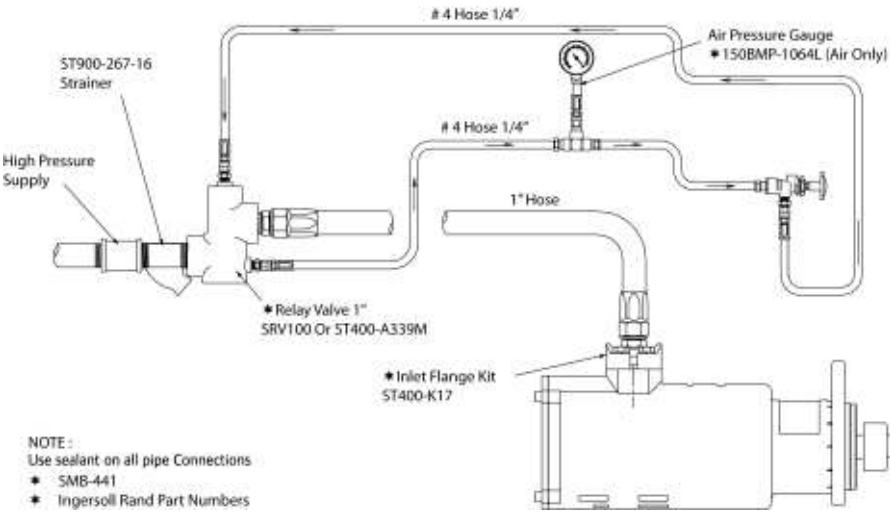 # 4 Hose 1/4"
Air Pressure Gauge
✱ 150BMP-1064L (Air Only)
ST900-267-16
Strainer
# 4 Hose 1/4"
High Pressure
Supply
1" Hose
✱ Relay Valve 1"
SRV100 Or ST400-A339M
✱ Inlet Flange Kit
ST400-K17
NOTE :
Use sealant on all pipe Connections
✱ SMB-441
✱ Ingersoll Rand Part Numbers